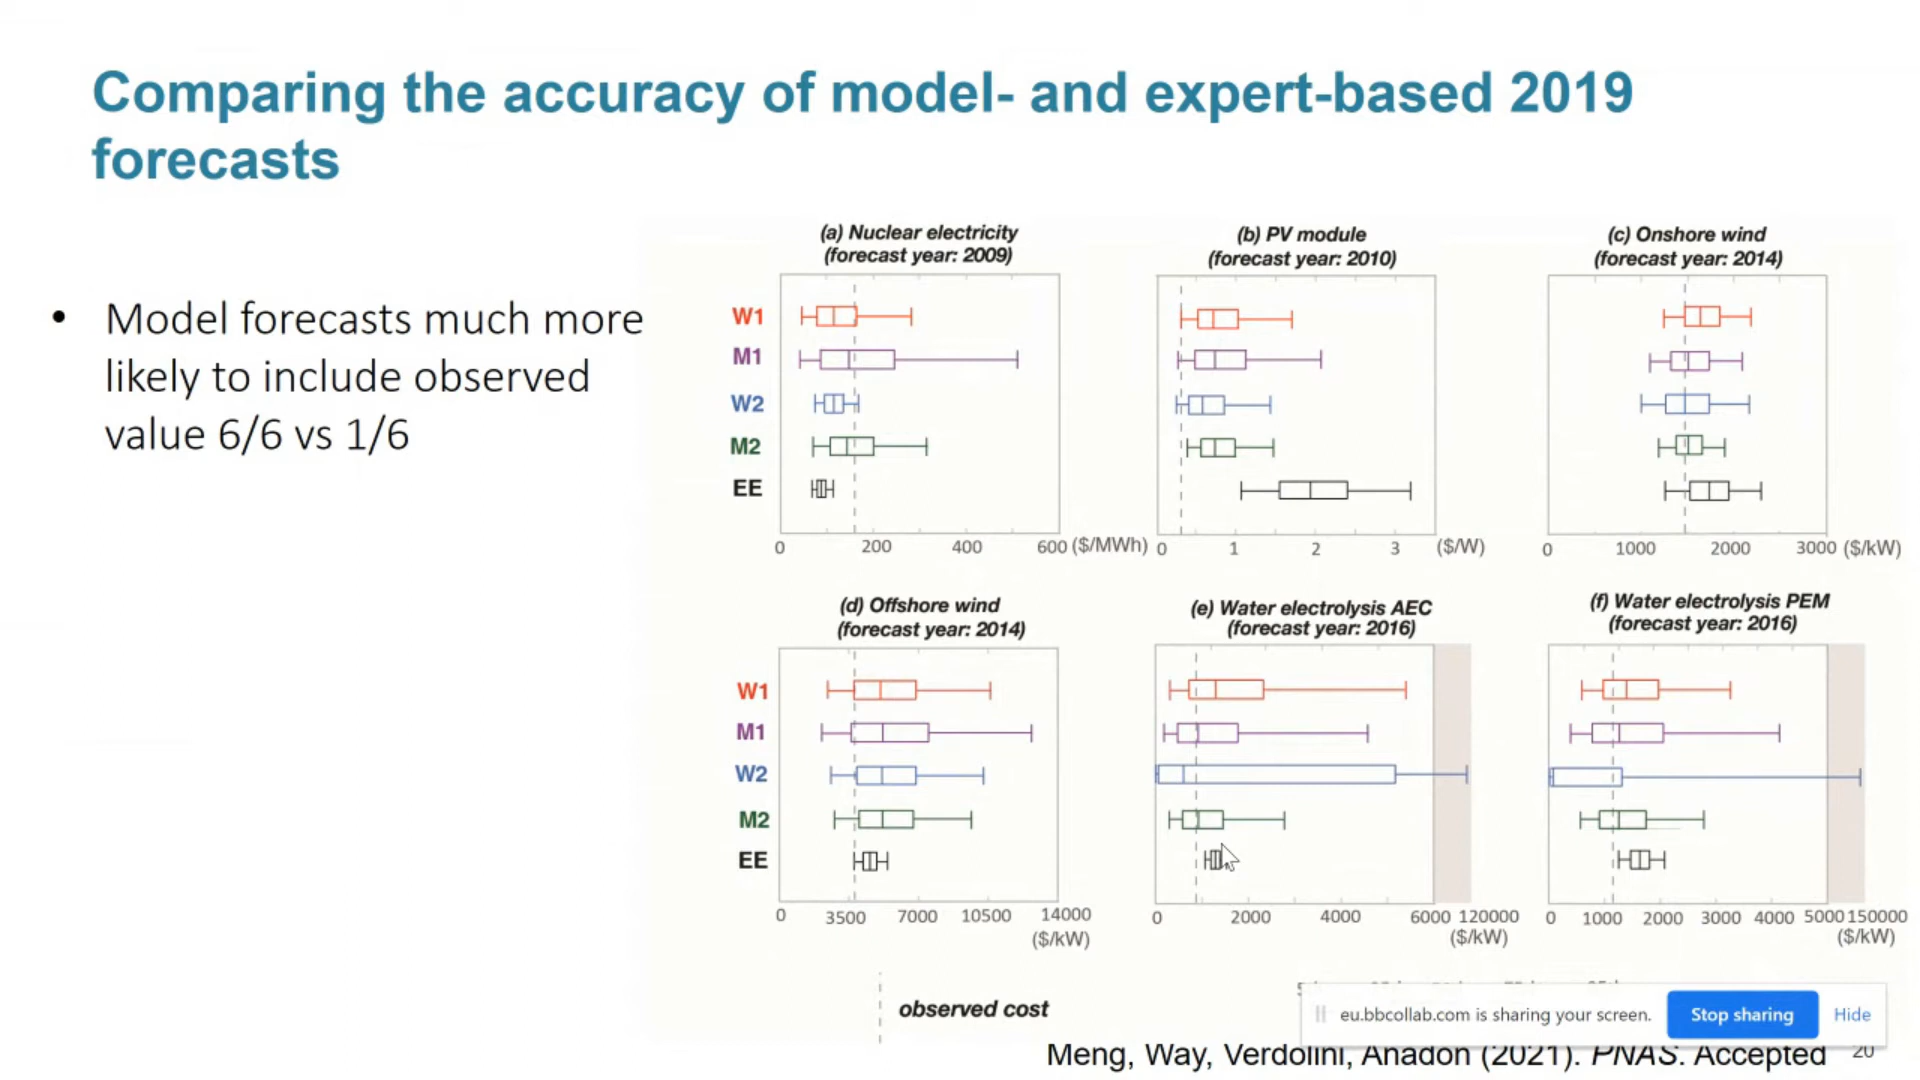 Comparing the accuracy of model- and expert-based 2019
forecasts
• Model forecasts much more
likely to include observed
value 6/6 vs 1/6
(a) Nuclear electricity
(forecast year: 2009)
W1
M1
W2
M2
EE
0 200 400 600 ($/MWh)
(b) PV module
(forecast year: 2010)
0 1 2 3 ($/W)
(c) Onshore wind
(forecast year: 2014)
0 1000 2000 3000 ($/kW)
(d) Offshore wind
(forecast year: 2014)
W1
M1
W2
M2
EE
0 3500 7000 10500 14000
($/kW)
(e) Water electrolysis AEC
(forecast year: 2016)
0 2000 4000 6000 120000
($/kW)
(f) Water electrolysis PEM
(forecast year: 2016)
0 1000 2000 3000 4000 5000 150000
($/kW)
observed cost
eu.bbcollab.com is sharing your screen. Stop sharing Hide
Meng, Way, Verdolini, Anadon (2021). PNAS. Accepted 20